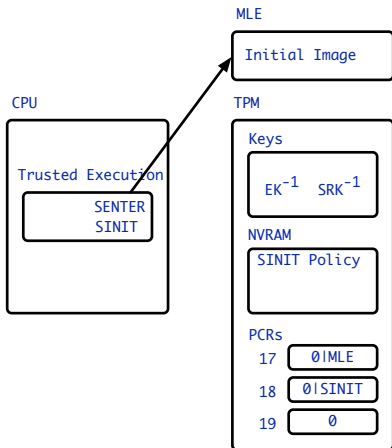 MLE
Initial Image
CPU
Trusted Execution
SENTER
SINIT
TPM
Keys
EK⁻¹ SRK⁻¹
NVRAM
SINIT Policy
PCRs
17 0|MLE
18 0|SINIT
19 0